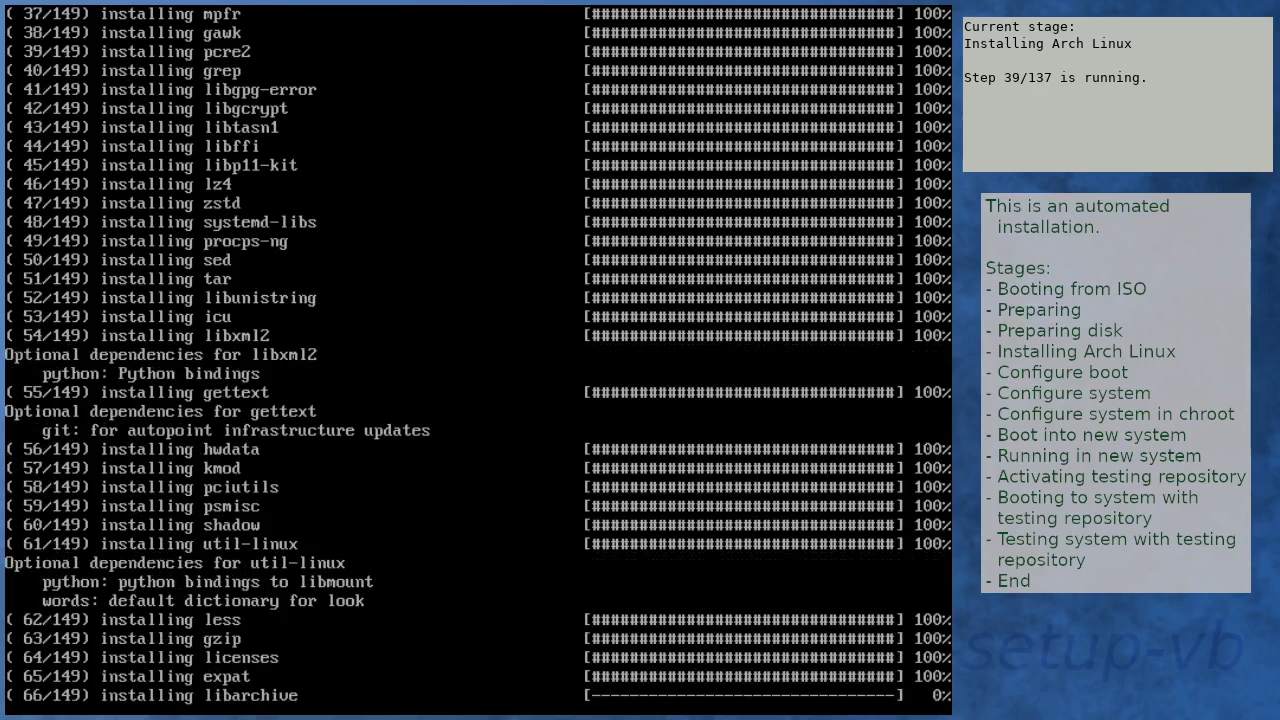 ( 37/149) installing mpfr [################################] 100%
( 38/149) installing gawk [################################] 100%
( 39/149) installing pcre2 [################################] 100%
( 40/149) installing grep [################################] 100%
( 41/149) installing libgpg-error [################################] 100%
( 42/149) installing libgcrypt [################################] 100%
( 43/149) installing libtasn1 [################################] 100%
( 44/149) installing libffi [################################] 100%
( 45/149) installing libp11-kit [################################] 100%
( 46/149) installing lz4 [################################] 100%
( 47/149) installing zstd [################################] 100%
( 48/149) installing systemd-libs [################################] 100%
( 49/149) installing procps-ng [################################] 100%
( 50/149) installing sed [################################] 100%
( 51/149) installing tar [################################] 100%
( 52/149) installing libunistring [################################] 100%
( 53/149) installing icu [################################] 100%
( 54/149) installing libxml2 [################################] 100%
Optional dependencies for libxml2
python: Python bindings
( 55/149) installing gettext [################################] 100%
Optional dependencies for gettext
git: for autopoint infrastructure updates
( 56/149) installing hwdata [################################] 100%
( 57/149) installing kmod [################################] 100%
( 58/149) installing pciutils [################################] 100%
( 59/149) installing psmisc [################################] 100%
( 60/149) installing shadow [################################] 100%
( 61/149) installing util-linux [################################] 100%
Optional dependencies for util-linux
python: python bindings to libmount
words: default dictionary for look
( 62/149) installing less [################################] 100%
( 63/149) installing gzip [################################] 100%
( 64/149) installing licenses [################################] 100%
( 65/149) installing expat [################################] 100%
( 66/149) installing libarchive [--------------------------------] 0%
Current stage:
Installing Arch Linux
Step 39/137 is running.
This is an automated
installation.
Stages:
- Booting from ISO
- Preparing
- Preparing disk
- Installing Arch Linux
- Configure boot
- Configure system
- Configure system in chroot
- Boot into new system
- Running in new system
- Activating testing repository
- Booting to system with
testing repository
- Testing system with testing
repository
- End
setup-vb